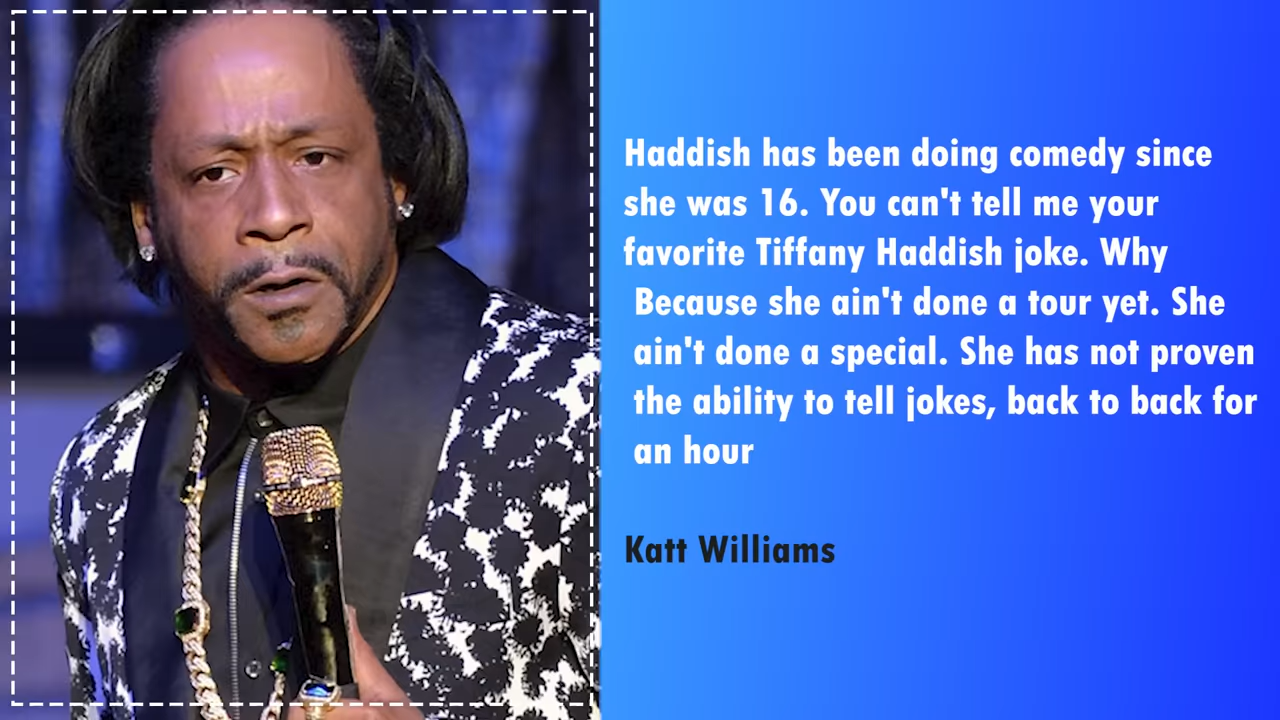 Haddish has been doing comedy since
she was 16. You can't tell me your
favorite Tiffany Haddish joke. Why
Because she ain't done a tour yet. She
ain't done a special. She has not proven
the ability to tell jokes, back to back for
an hour
Katt Williams